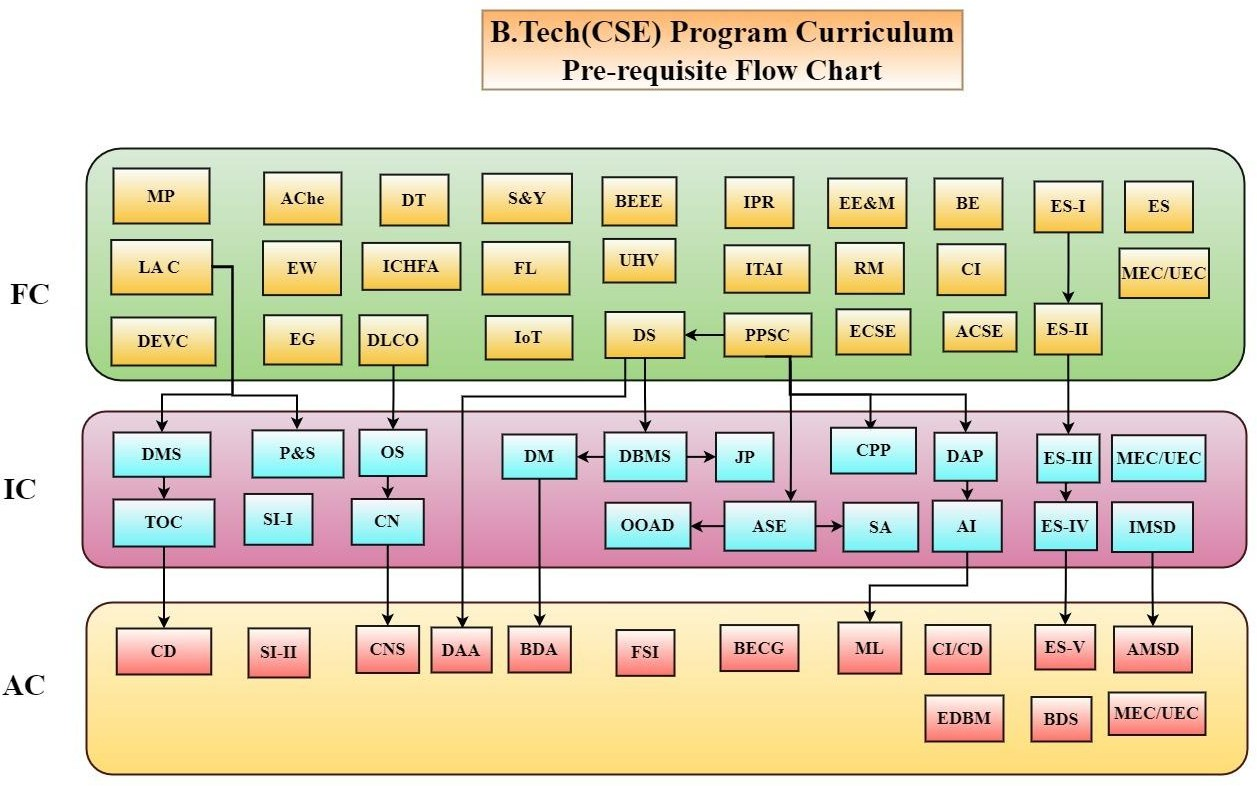 B.Tech(CSE) Program Curriculum
Pre-requisite Flow Chart
FC
MP
AChe
DT
S&Y
BEEE
IPR
EE&M
BE
ES-I
ES
LA C
EW
ICHFA
FL
UHV
ITAI
RM
CI
MEC/UEC
DEVC
EG
DLCO
IoT
DS
PPSC
ECSE
ACSE
ES-II
IC
DMS
P&S
OS
DM
DBMS
JP
CPP
DAP
ES-III
MEC/UEC
TOC
SI-I
CN
OOAD
ASE
SA
AI
ES-IV
IMSD
AC
CD
SI-II
CNS
DAA
BDA
FSI
BECG
ML
CI/CD
ES-V
AMSD
EDBM
BDS
MEC/UEC